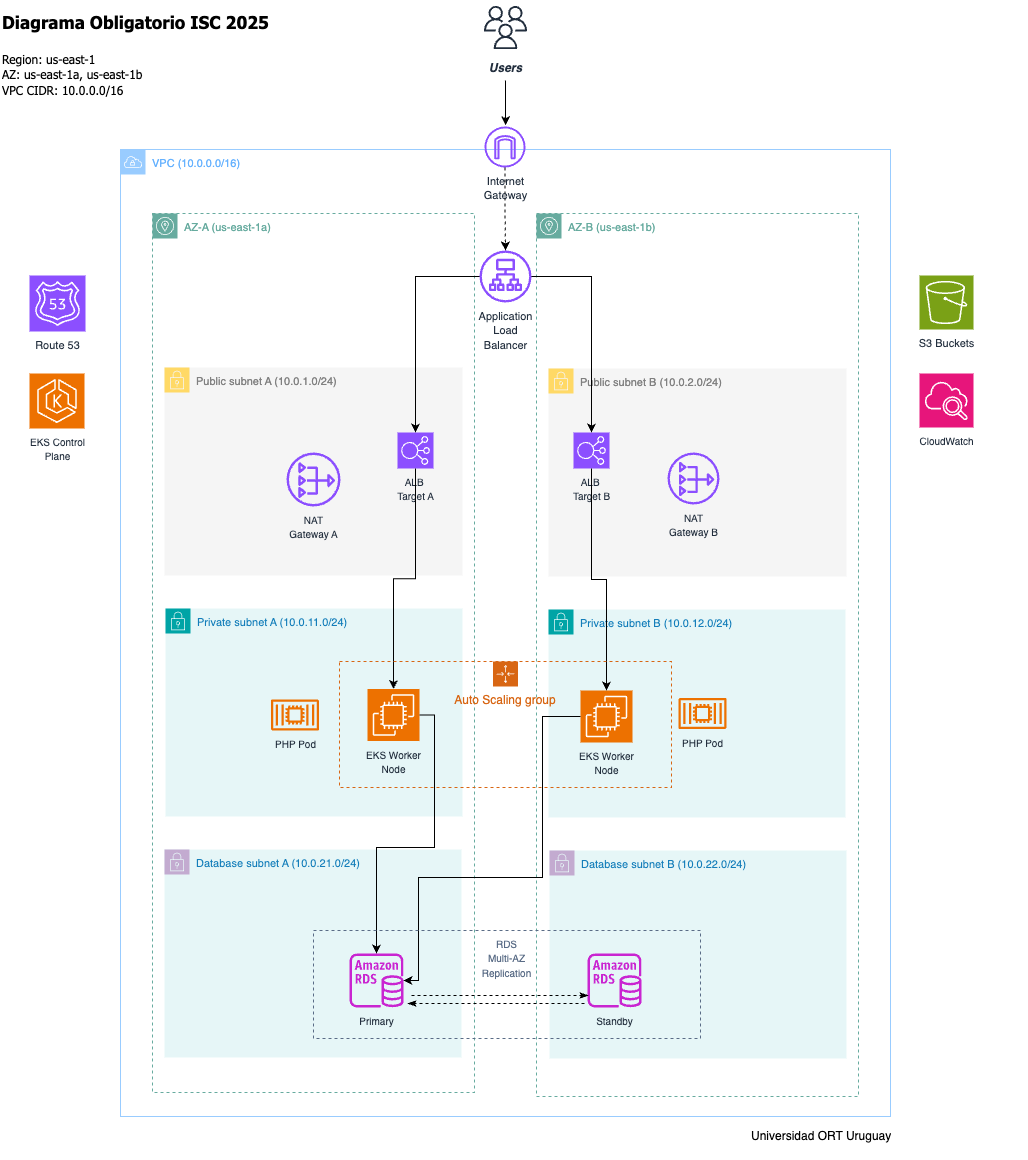 Diagrama Obligatorio ISC 2025
Region: us-east-1
AZ: us-east-1a, us-east-1b
VPC CIDR: 10.0.0.0/16
Users
VPC (10.0.0.0/16)
Internet
Gateway
AZ-A (us-east-1a)
AZ-B (us-east-1b)
53
Route 53
Application
Load
Balancer
S3 Buckets
Public subnet A (10.0.1.0/24)
Public subnet B (10.0.2.0/24)
K
EKS Control
Plane
CloudWatch
ALB
Target A
ALB
Target B
NAT
Gateway A
NAT
Gateway B
Private subnet A (10.0.11.0/24)
Private subnet B (10.0.12.0/24)
Auto Scaling group
PHP Pod
EKS Worker
Node
EKS Worker
Node
PHP Pod
Database subnet A (10.0.21.0/24)
Database subnet B (10.0.22.0/24)
RDS
Multi-AZ
Replication
Amazon
RDS
Primary
Amazon
RDS
Standby
Universidad ORT Uruguay